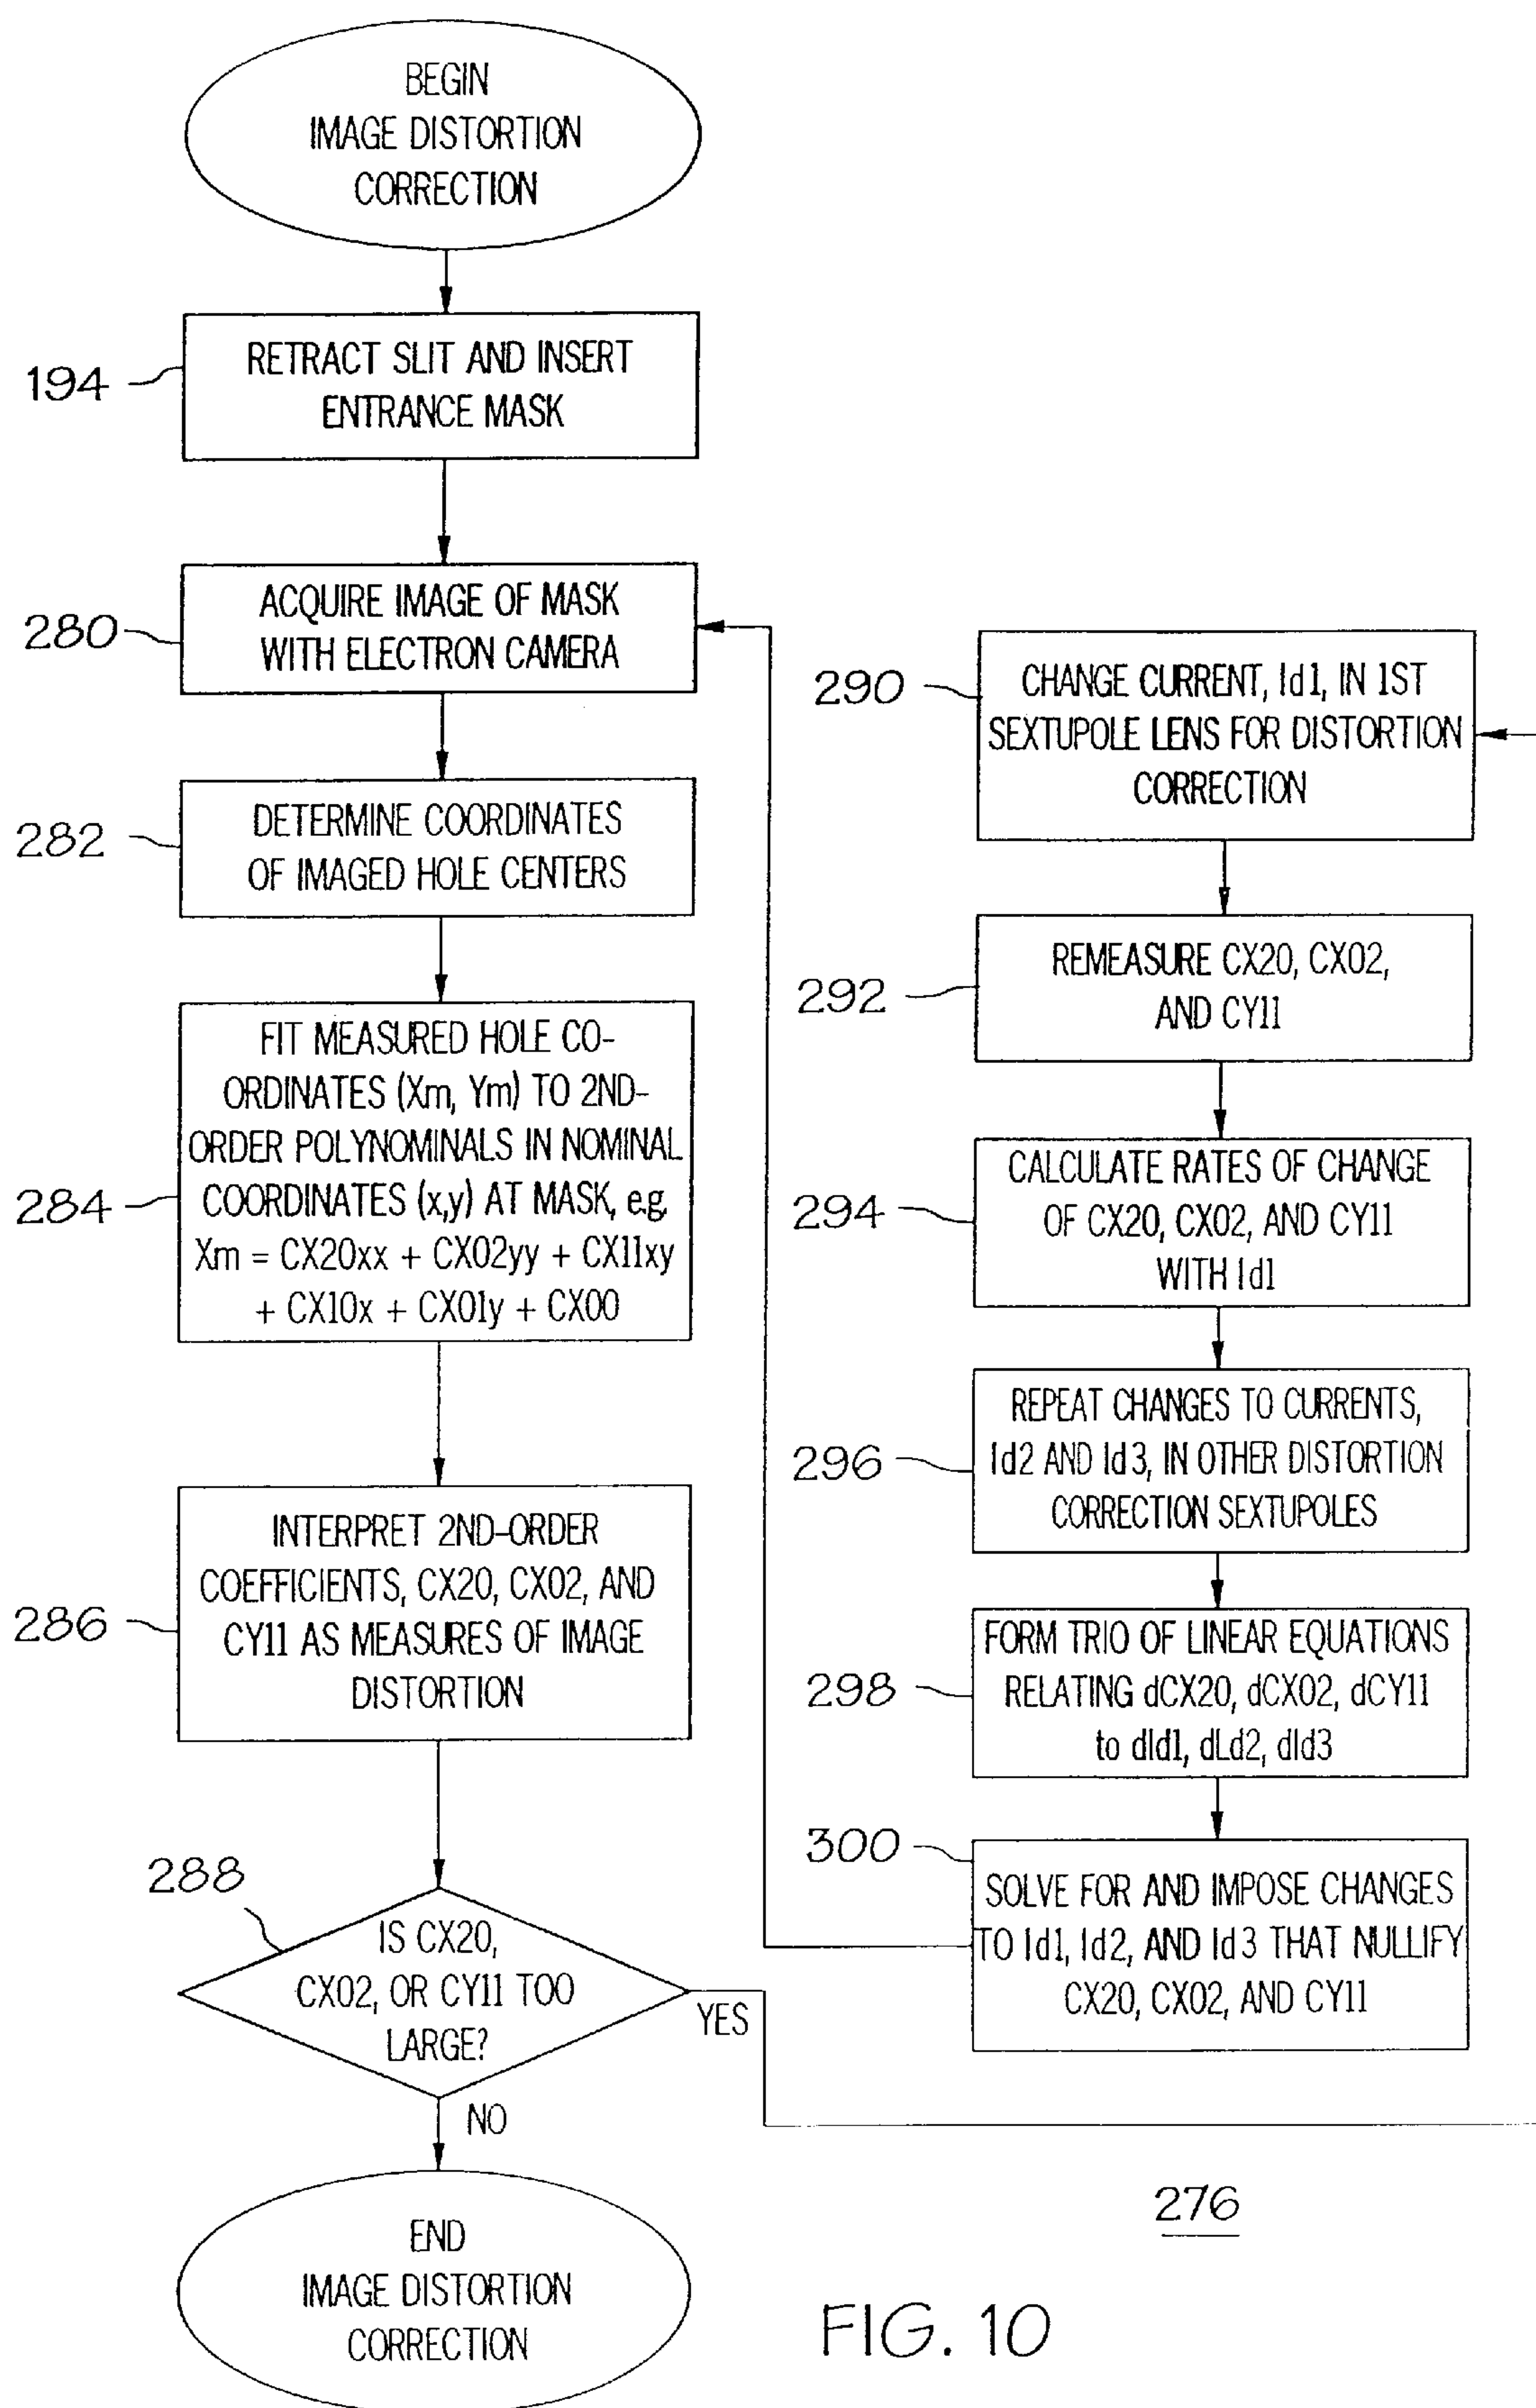 BEGIN
IMAGE DISTORTION
CORRECTION
194
RETRACT SLIT AND INSERT
ENTRANCE MASK
280
ACQUIRE IMAGE OF MASK
WITH ELECTRON CAMERA
282
DETERMINE COORDINATES
OF IMAGED HOLE CENTERS
284
FIT MEASURED HOLE CO-
ORDINATES (Xm, Ym) TO 2ND-
ORDER POLYNOMINALS IN NOMINAL
COORDINATES (x,y) AT MASK, e.g.
Xm = CX20xx + CX02yy + CX11xy
+ CX10x + CX01y + CX00
286
INTERPRET 2ND-ORDER
COEFFICIENTS, CX20, CX02, AND
CY11 AS MEASURES OF IMAGE
DISTORTION
288
IS CX20,
CX02, OR CY11 TOO
LARGE?
YES
NO
END
IMAGE DISTORTION
CORRECTION
290
CHANGE CURRENT, Id1, IN 1ST
SEXTUPOLE LENS FOR DISTORTION
CORRECTION
292
REMEASURE CX20, CX02,
AND CY11
294
CALCULATE RATES OF CHANGE
OF CX20, CX02, AND CY11
WITH Id1
296
REPEAT CHANGES TO CURRENTS,
Id2 AND Id3, IN OTHER DISTORTION
CORRECTION SEXTUPOLES
298
FORM TRIO OF LINEAR EQUATIONS
RELATING dCX20, dCX02, dCY11
to dId1, dLd2, dId3
300
SOLVE FOR AND IMPOSE CHANGES
TO Id1, Id2, AND Id3 THAT NULLIFY
CX20, CX02, AND CY11
276
FIG. 10